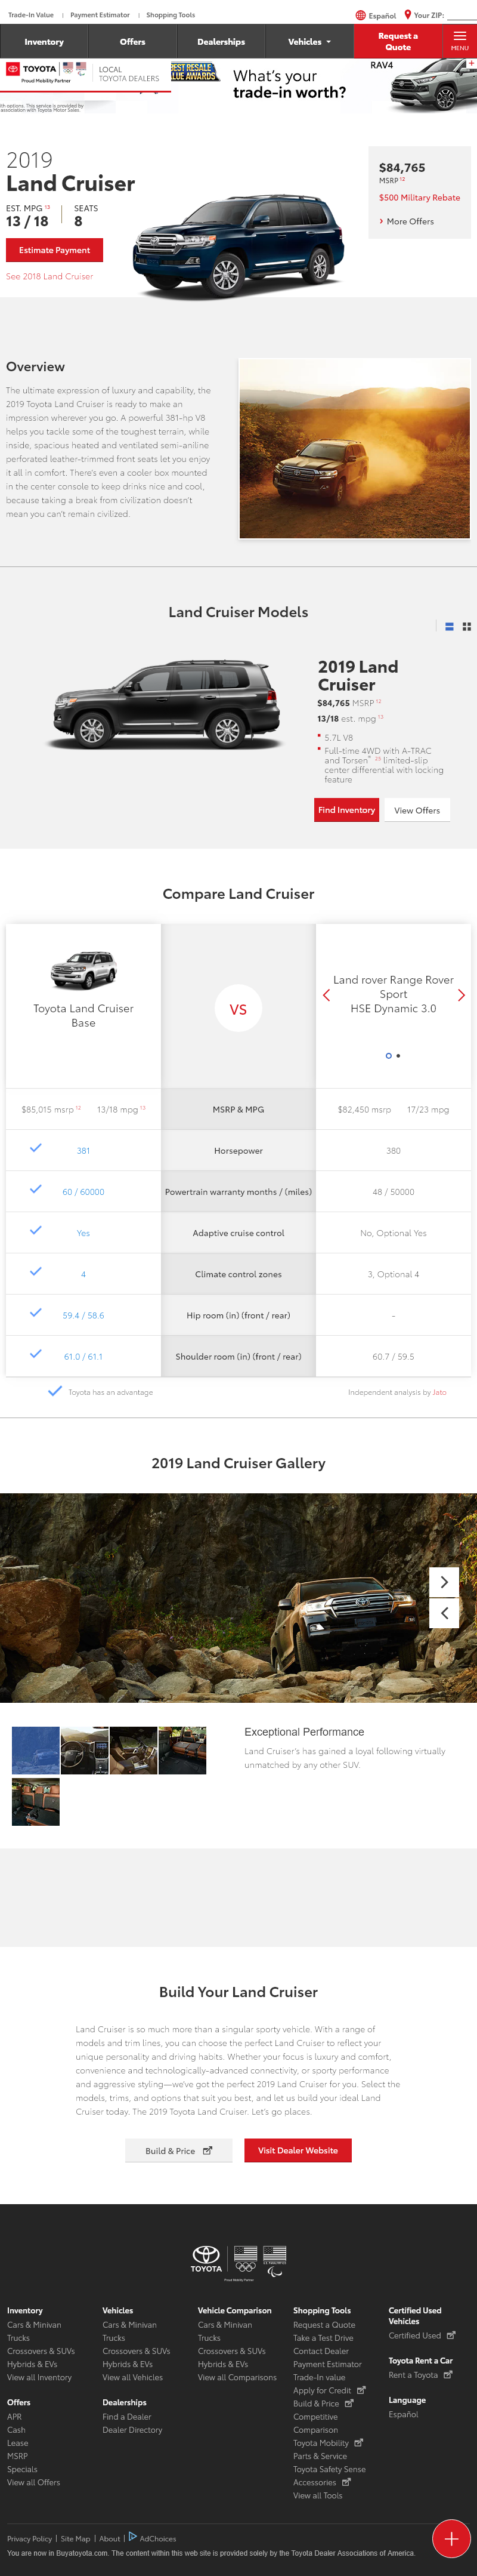 Trade-In Value | Payment Estimator | Shopping Tools
Español Your ZIP:
Inventory Offers Dealerships Vehicles Request a Quote MENU
TOYOTA LOCAL TOYOTA DEALERS
Proud Mobility Partner
BEST RESALE VALUE AWARDS
What's your trade-in worth?
RAV4
+
ith options. This service is provided by
association with Toyota Motor Sales.
2019
Land Cruiser
EST. MPG 13 SEATS
13 / 18 8
Estimate Payment
See 2018 Land Cruiser
$84,765
MSRP 12
$500 Military Rebate
More Offers
Overview
The ultimate expression of luxury and capability, the
2019 Toyota Land Cruiser is ready to make an
impression wherever you go. A powerful 381-hp V8
helps you tackle some of the toughest terrain, while
inside, spacious heated and ventilated semi-aniline
perforated leather-trimmed front seats let you enjoy
it all in comfort. There's even a cooler box mounted
in the center console to keep drinks nice and cool,
because taking a break from civilization doesn't
mean you can't remain civilized.
Land Cruiser Models
2019 Land
Cruiser
$84,765 MSRP 12
13/18 est. mpg 13
5.7L V8
Full-time 4WD with A-TRAC
and Torsen® 25 limited-slip
center differential with locking
feature
Find Inventory View Offers
Compare Land Cruiser
Toyota Land Cruiser
Base
VS
Land rover Range Rover
Sport
HSE Dynamic 3.0
$85,015 msrp 12 13/18 mpg 13 MSRP & MPG $82,450 msrp 17/23 mpg
381 Horsepower 380
60 / 60000 Powertrain warranty months / (miles) 48 / 50000
Yes Adaptive cruise control No, Optional Yes
4 Climate control zones 3, Optional 4
59.4 / 58.6 Hip room (in) (front / rear) -
61.0 / 61.1 Shoulder room (in) (front / rear) 60.7 / 59.5
Toyota has an advantage Independent analysis by Jato
2019 Land Cruiser Gallery
Exceptional Performance
Land Cruiser's has gained a loyal following virtually
unmatched by any other SUV.
Build Your Land Cruiser
Land Cruiser is so much more than a singular sporty vehicle. With a range of
models and trim lines, you can choose the perfect Land Cruiser to reflect your
unique personality and driving habits. Whether your focus is luxury and comfort,
convenience and technologically-advanced connectivity, or sporty performance
and aggressive styling—we've got the perfect 2019 Land Cruiser for you. Select the
models, trims, and options that suit you best, and let us build your ideal Land
Cruiser today. The 2019 Toyota Land Cruiser. Let's go places.
Build & Price Visit Dealer Website
TOYOTA
Proud Mobility Partner
Inventory
Cars & Minivan
Trucks
Crossovers & SUVs
Hybrids & EVs
View all Inventory
Offers
APR
Cash
Lease
MSRP
Specials
View all Offers
Vehicles
Cars & Minivan
Trucks
Crossovers & SUVs
Hybrids & EVs
View all Vehicles
Dealerships
Find a Dealer
Dealer Directory
Vehicle Comparison
Cars & Minivan
Trucks
Crossovers & SUVs
Hybrids & EVs
View all Comparisons
Shopping Tools
Request a Quote
Take a Test Drive
Contact Dealer
Payment Estimator
Trade-In value
Apply for Credit
Build & Price
Competitive
Comparison
Toyota Mobility
Parts & Service
Toyota Safety Sense
Accessories
View all Tools
Certified Used
Vehicles
Certified Used
Toyota Rent a Car
Rent a Toyota
Language
Español
Privacy Policy | Site Map | About | AdChoices
You are now in Buyatoyota.com. The content within this web site is provided solely by the Toyota Dealer Associations of America.